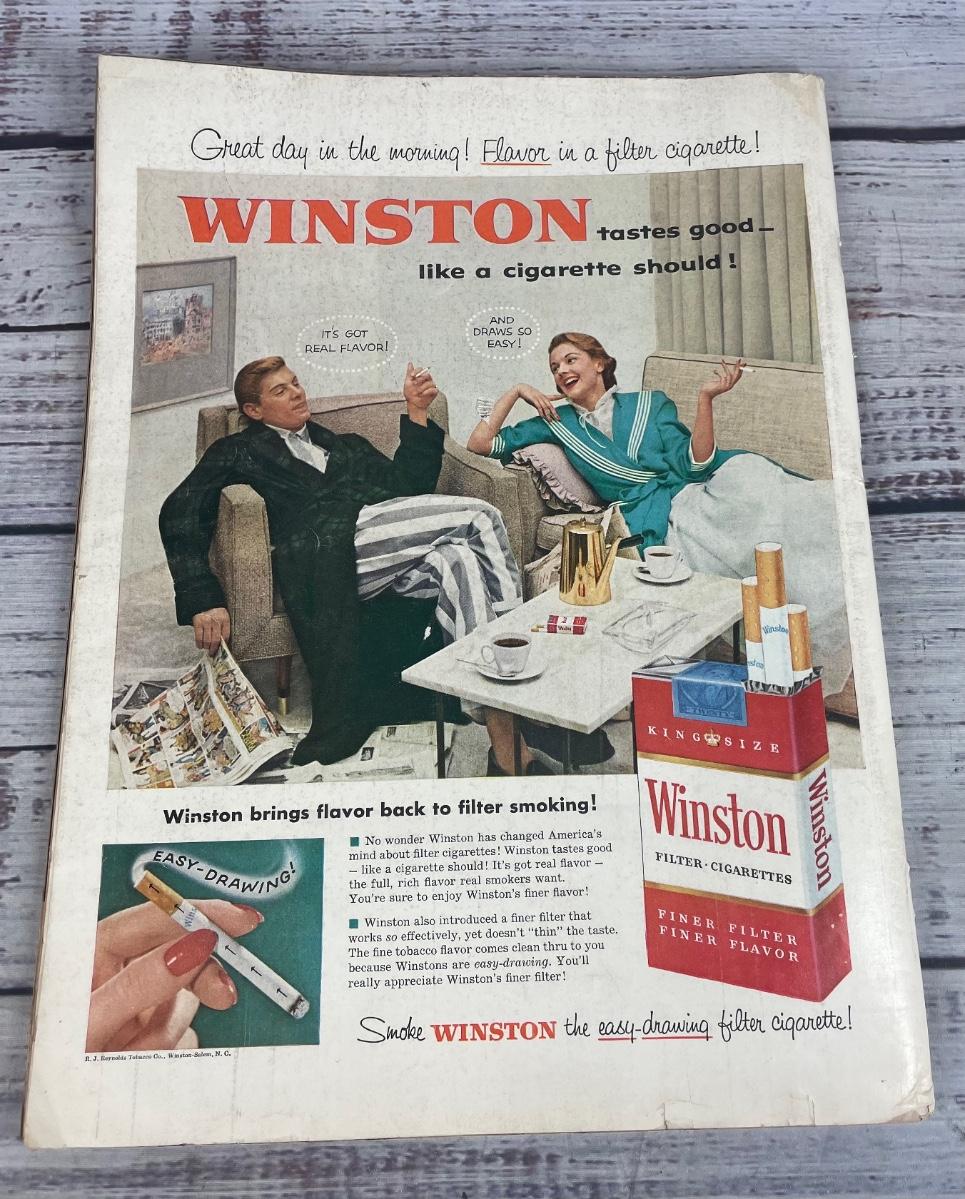 Great day in the morning! Flavor in a filter cigarette!
WINSTON tastes good—
like a cigarette should!
IT'S GOT
REAL FLAVOR!
AND
DRAWS SO
EASY!
TWENTY
KING SIZE
Winston
FILTER·CIGARETTES
FINER FILTER
FINER FLAVOR
Winston
Winston
Winston brings flavor back to filter smoking!
EASY-DRAWING!
■ No wonder Winston has changed America's
mind about filter cigarettes! Winston tastes good
— like a cigarette should! It's got real flavor —
the full, rich flavor real smokers want.
You're sure to enjoy Winston's finer flavor!
■ Winston also introduced a finer filter that
works so effectively, yet doesn't "thin" the taste.
The fine tobacco flavor comes clean thru to you
because Winstons are easy-drawing. You'll
really appreciate Winston's finer filter!
Smoke WINSTON the easy-drawing filter cigarette!
R. J. Reynolds Tobacco Co., Winston-Salem, N. C.